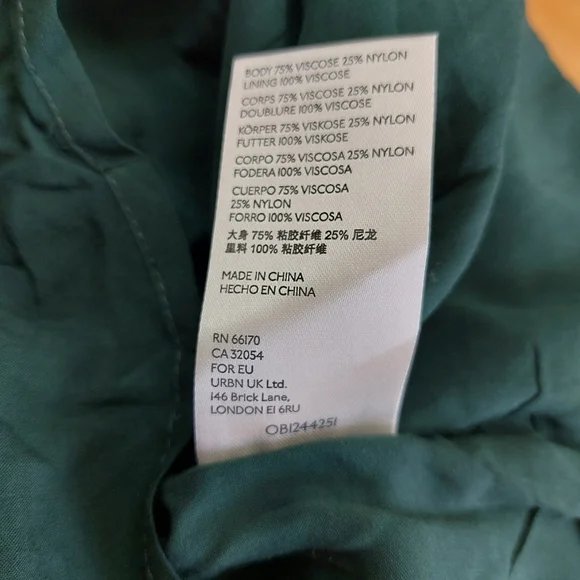 BODY 75% VISCOSE 25% NYLON
LINING 100% VISCOSE
CORPS 75% VISCOSE 25% NYLON
DOUBLURE 100% VISCOSE
KÖRPER 75% VISKOSE 25% NYLON
FUTTER 100% VISKOSE
CORPO 75% VISCOSA 25% NYLON
FODERA 100% VISCOSA
CUERPO 75% VISCOSA
25% NYLON
FORRO 100% VISCOSA
大身 75% 粘胶纤维 25% 尼龙
里料 100% 粘胶纤维
MADE IN CHINA
HECHO EN CHINA
RN 66170
CA 32054
FOR EU
URBN UK Ltd.
146 Brick Lane,
LONDON E1 6RU
OB1244251